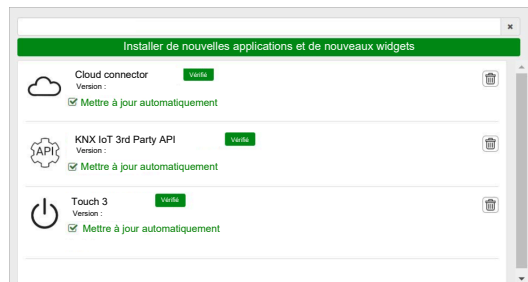 ×
Installer de nouvelles applications et de nouveaux widgets
Cloud connector Vérifié
Version :
Mettre à jour automatiquement
API KNX IoT 3rd Party API Vérifié
Version :
Mettre à jour automatiquement
Touch 3 Vérifié
Version :
Mettre à jour automatiquement